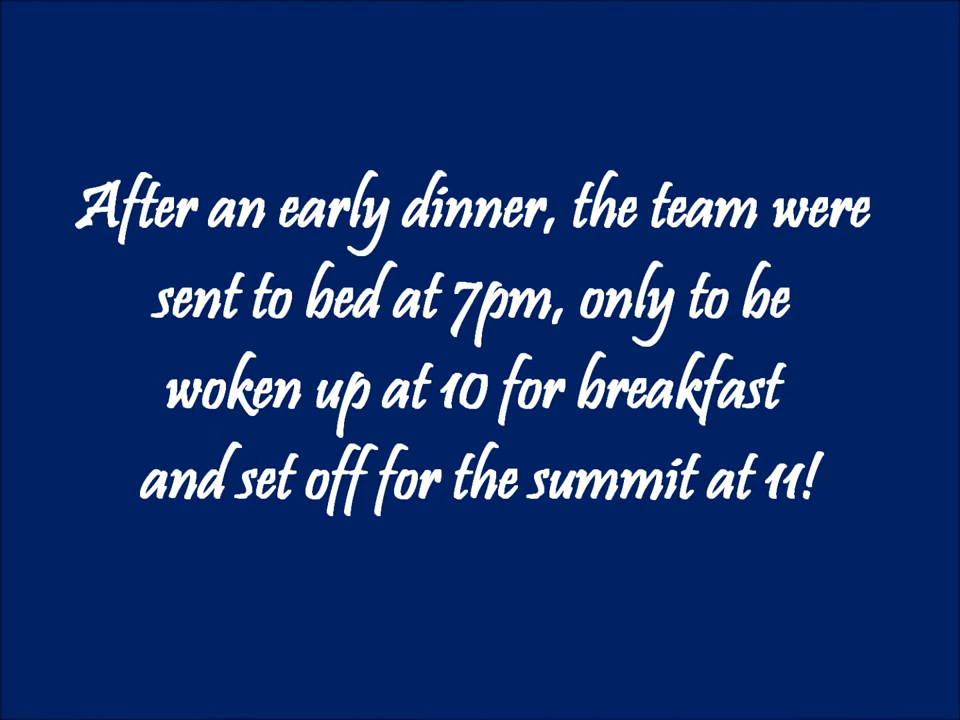 After an early dinner, the team were
sent to bed at 7pm, only to be
woken up at 10 for breakfast
and set off for the summit at 11!